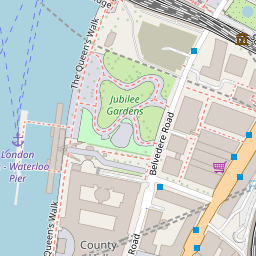 The Queen's Walk
Jubilee
Gardens
Belvedere Road
London
- Waterloo
Pier
Queen's Walk
County
Road